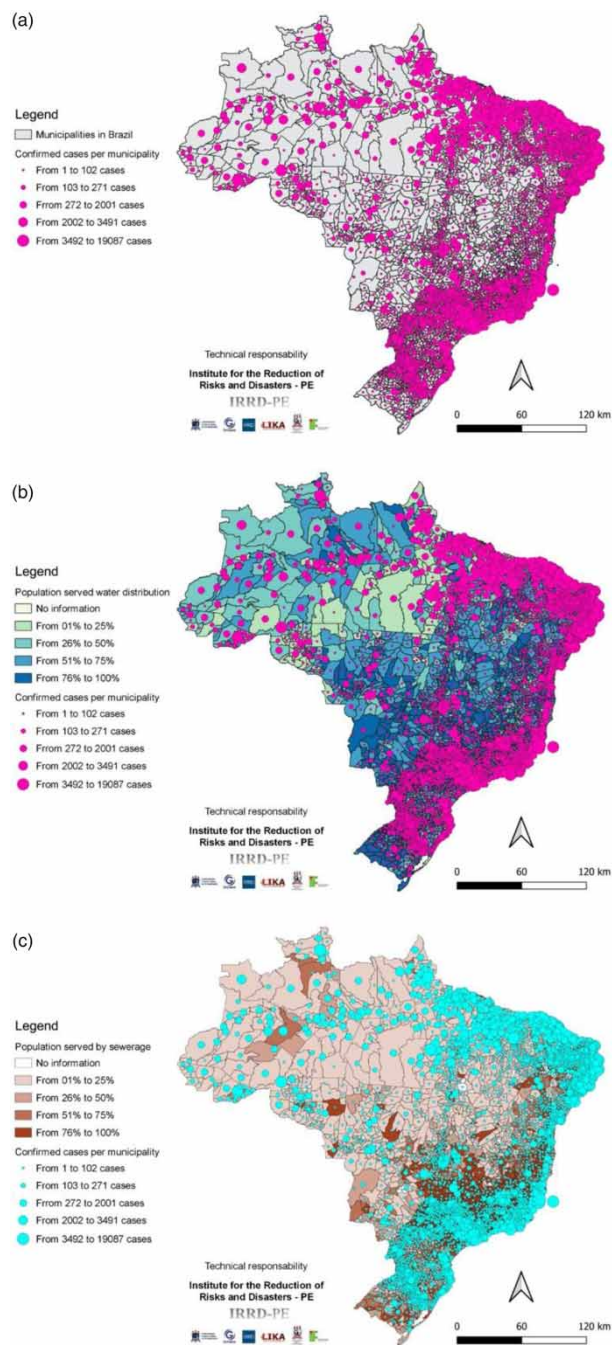 (a)
Legend
Municipalities in Brazil
Confirmed cases per municipality
From 1 to 102 cases
From 103 to 271 cases
Frrom 272 to 2001 cases
From 2002 to 3491 cases
From 3492 to 19087 cases
Technical responsability
Institute for the Reduction of
Risks and Disasters - PE
IRRD-PE
LIKA
0 60 120 km
(b)
Legend
Population served water distribution
No information
From 01% to 25%
From 26% to 50%
From 51% to 75%
From 76% to 100%
Confirmed cases per municipality
From 1 to 102 cases
From 103 to 271 cases
Frrom 272 to 2001 cases
From 2002 to 3491 cases
From 3492 to 19087 cases
Technical responsability
Institute for the Reduction of
Risks and Disasters - PE
IRRD-PE
LIKA
0 60 120 km
(c)
Legend
Population served by sewerage
No information
From 01% to 25%
From 26% to 50%
From 51% to 75%
From 76% to 100%
Confirmed cases per municipality
From 1 to 102 cases
From 103 to 271 cases
Frrom 272 to 2001 cases
From 2002 to 3491 cases
From 3492 to 19087 cases
Technical responsability
Institute for the Reduction of
Risks and Disasters - PE
IRRD-PE
LIKA
0 60 120 km